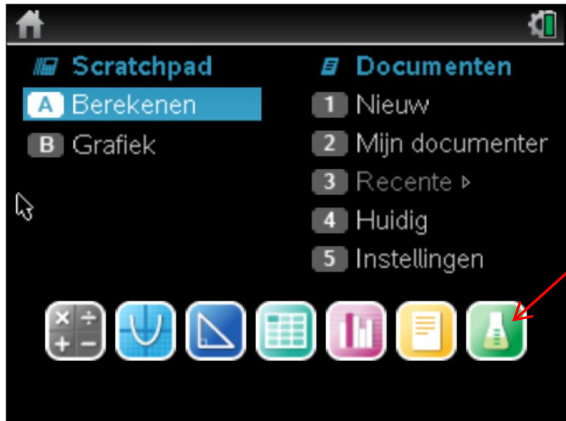 Scratchpad
A Berekenen
B Grafiek
Documenten
1 Nieuw
2 Mijn documenter
3 Recente ▹
4 Huidig
5 Instellingen